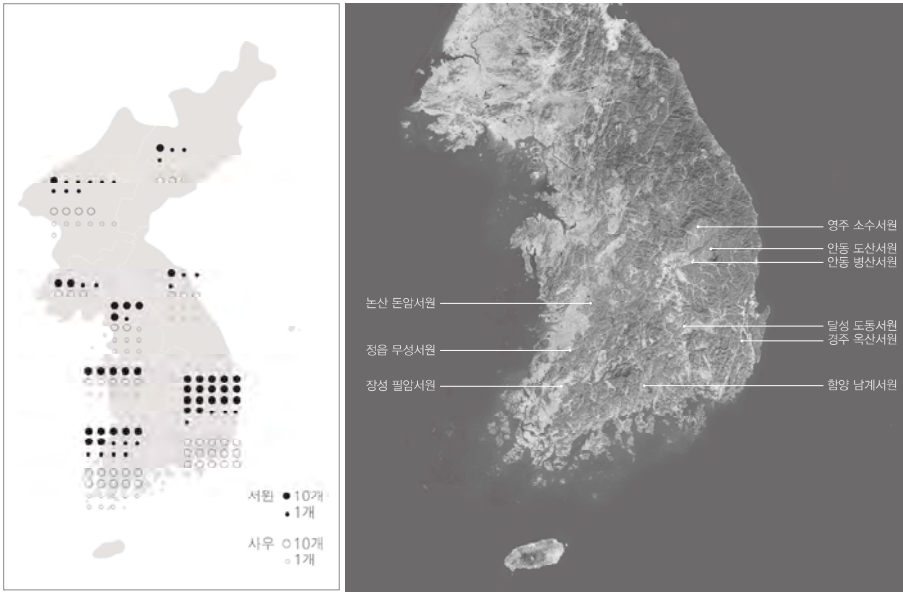 서원 ● 10개
• 1개
사우 ○ 10개
○ 1개
영주 소수서원
안동 도산서원
안동 병산서원
논산 돈암서원
달성 도동서원
경주 옥산서원
정읍 무성서원
장성 필암서원
함양 남계서원